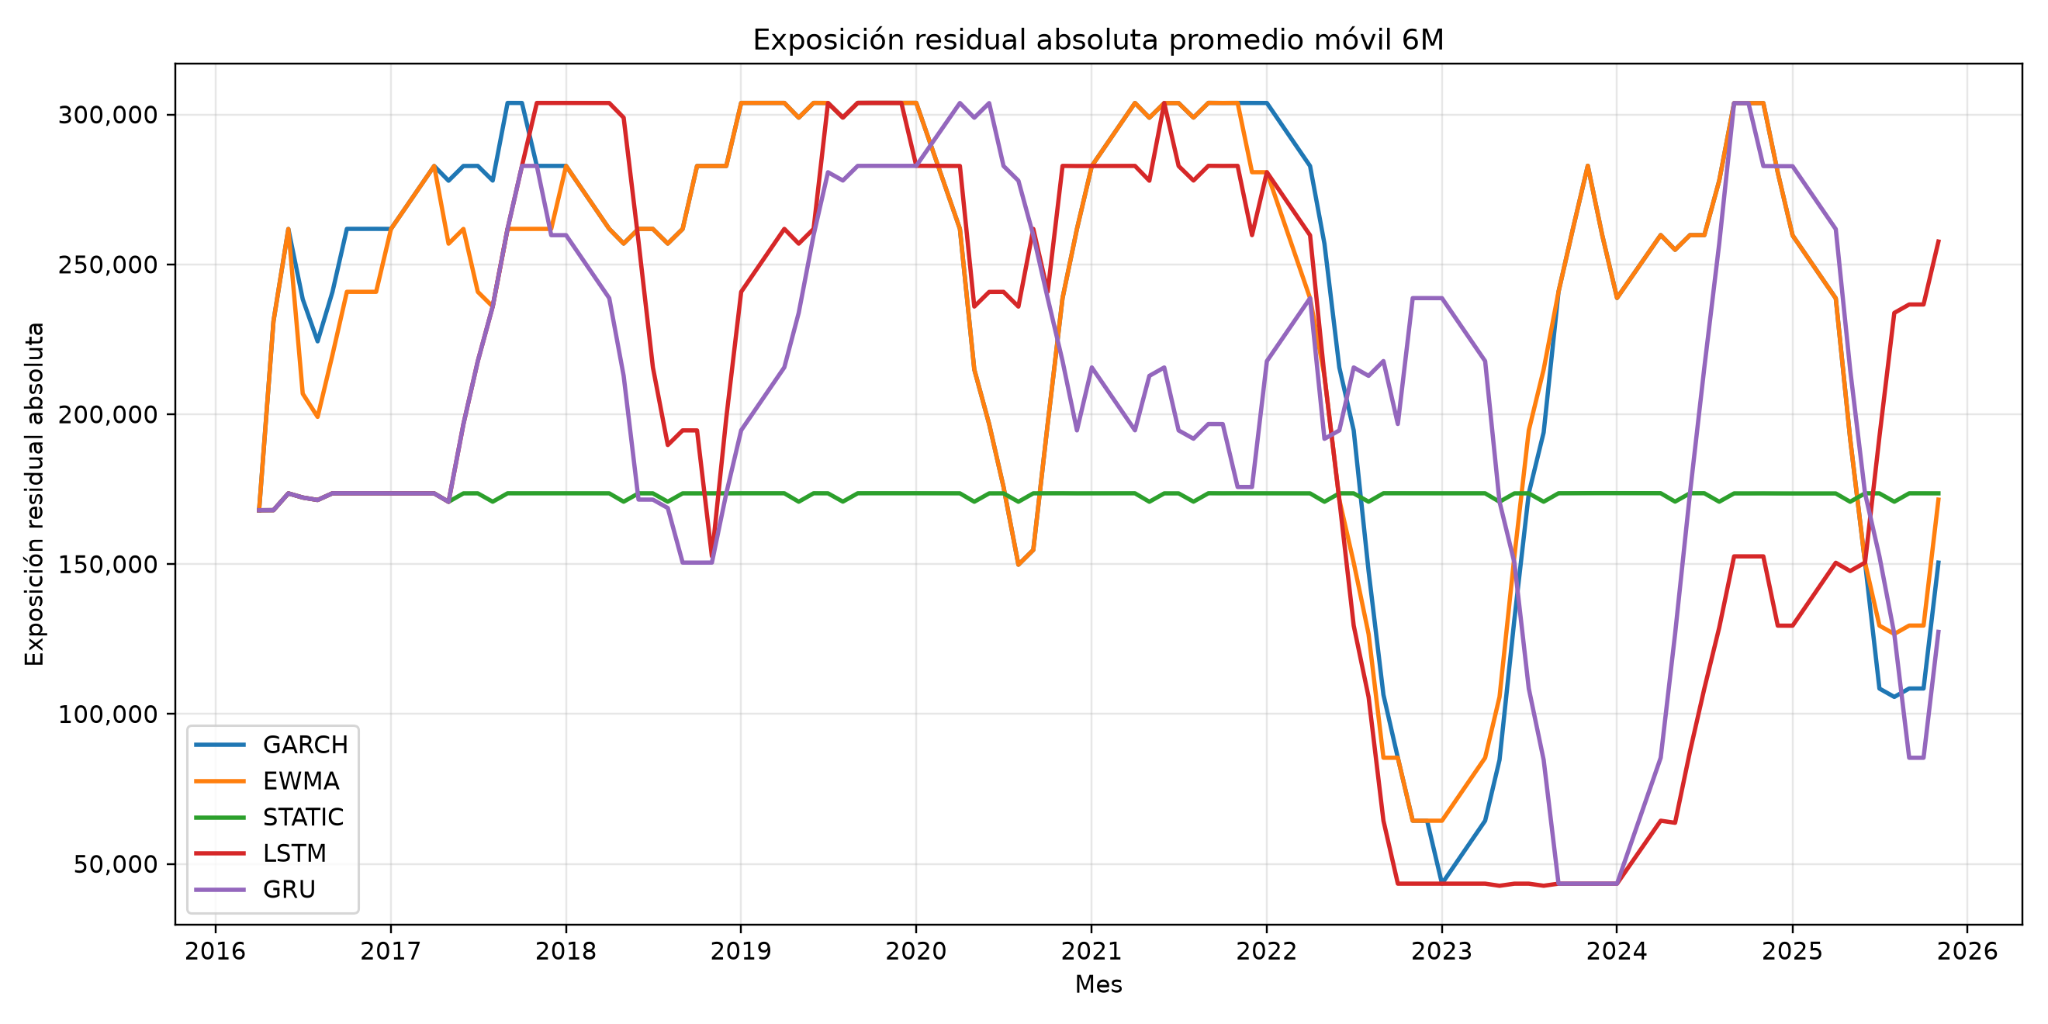 Exposición residual absoluta promedio móvil 6M
Exposición residual absoluta
300,000
250,000
200,000
150,000
100,000
50,000
GARCH
EWMA
STATIC
LSTM
GRU
2016 2017 2018 2019 2020 2021 2022 2023 2024 2025 2026
Mes